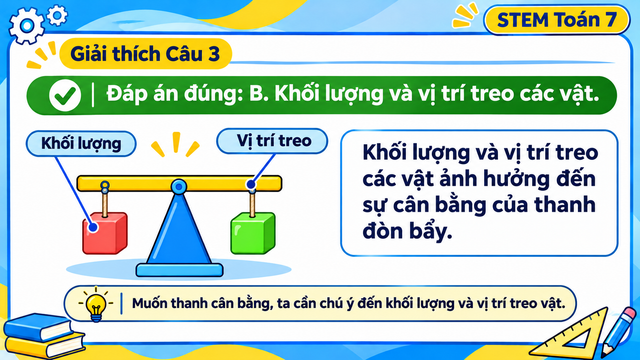 STEM Toán 7
Giải thích Câu 3
Đáp án đúng: B. Khối lượng và vị trí treo các vật.
Khối lượng
Vị trí treo
Khối lượng và vị trí treo
các vật ảnh hưởng đến
sự cân bằng của thanh
đòn bẩy.
Muốn thanh cân bằng, ta cần chú ý đến khối lượng và vị trí treo vật.